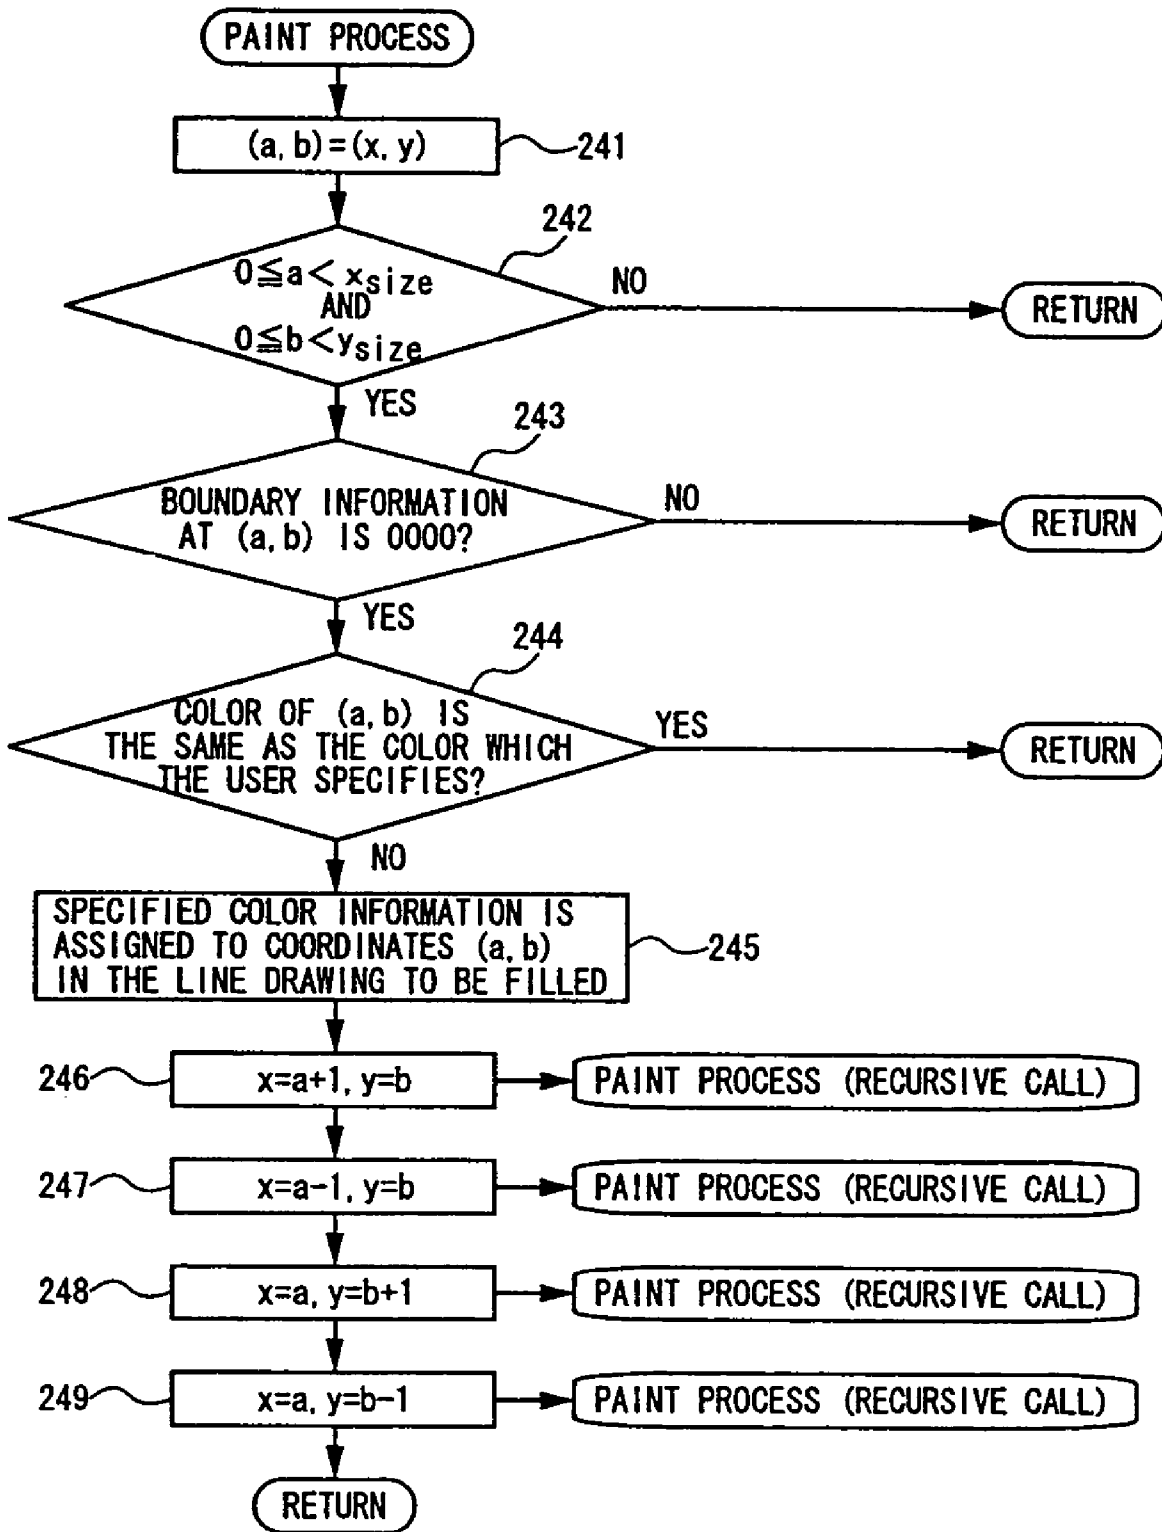 PAINT PROCESS
(a, b)=(x, y)
241
242
0≦a< xsize
AND
0≦b<ysize
NO
RETURN
YES
243
BOUNDARY INFORMATION
AT (a, b) IS 0000?
NO
RETURN
YES
244
COLOR OF (a, b) IS
THE SAME AS THE COLOR WHICH
THE USER SPECIFIES?
YES
RETURN
NO
SPECIFIED COLOR INFORMATION IS
ASSIGNED TO COORDINATES (a, b)
IN THE LINE DRAWING TO BE FILLED
245
246
x=a+1, y=b
PAINT PROCESS (RECURSIVE CALL)
247
x=a-1, y=b
PAINT PROCESS (RECURSIVE CALL)
248
x=a, y=b+1
PAINT PROCESS (RECURSIVE CALL)
249
x=a, y=b-1
PAINT PROCESS (RECURSIVE CALL)
RETURN